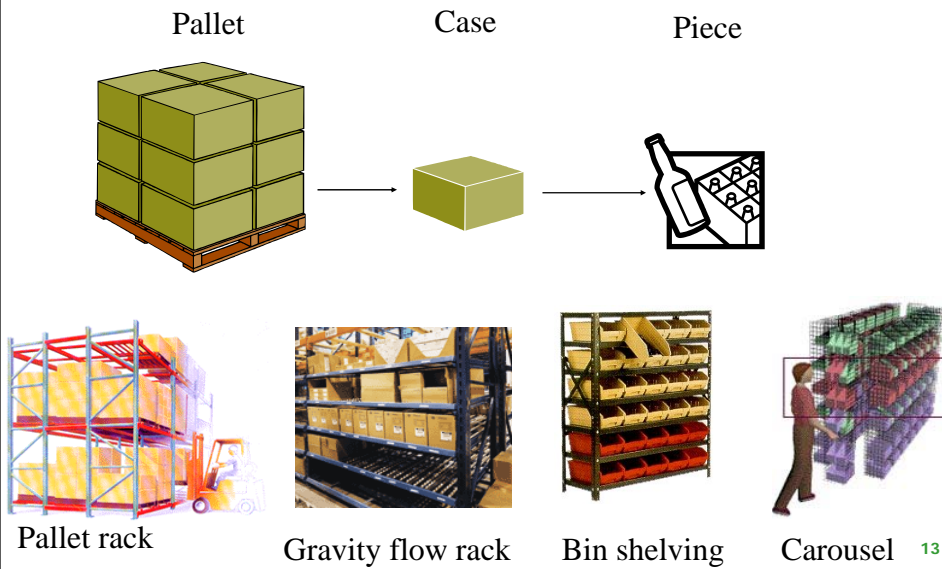 Pallet
Case
Piece
Pallet rack
Gravity flow rack
Bin shelving
Carousel
13